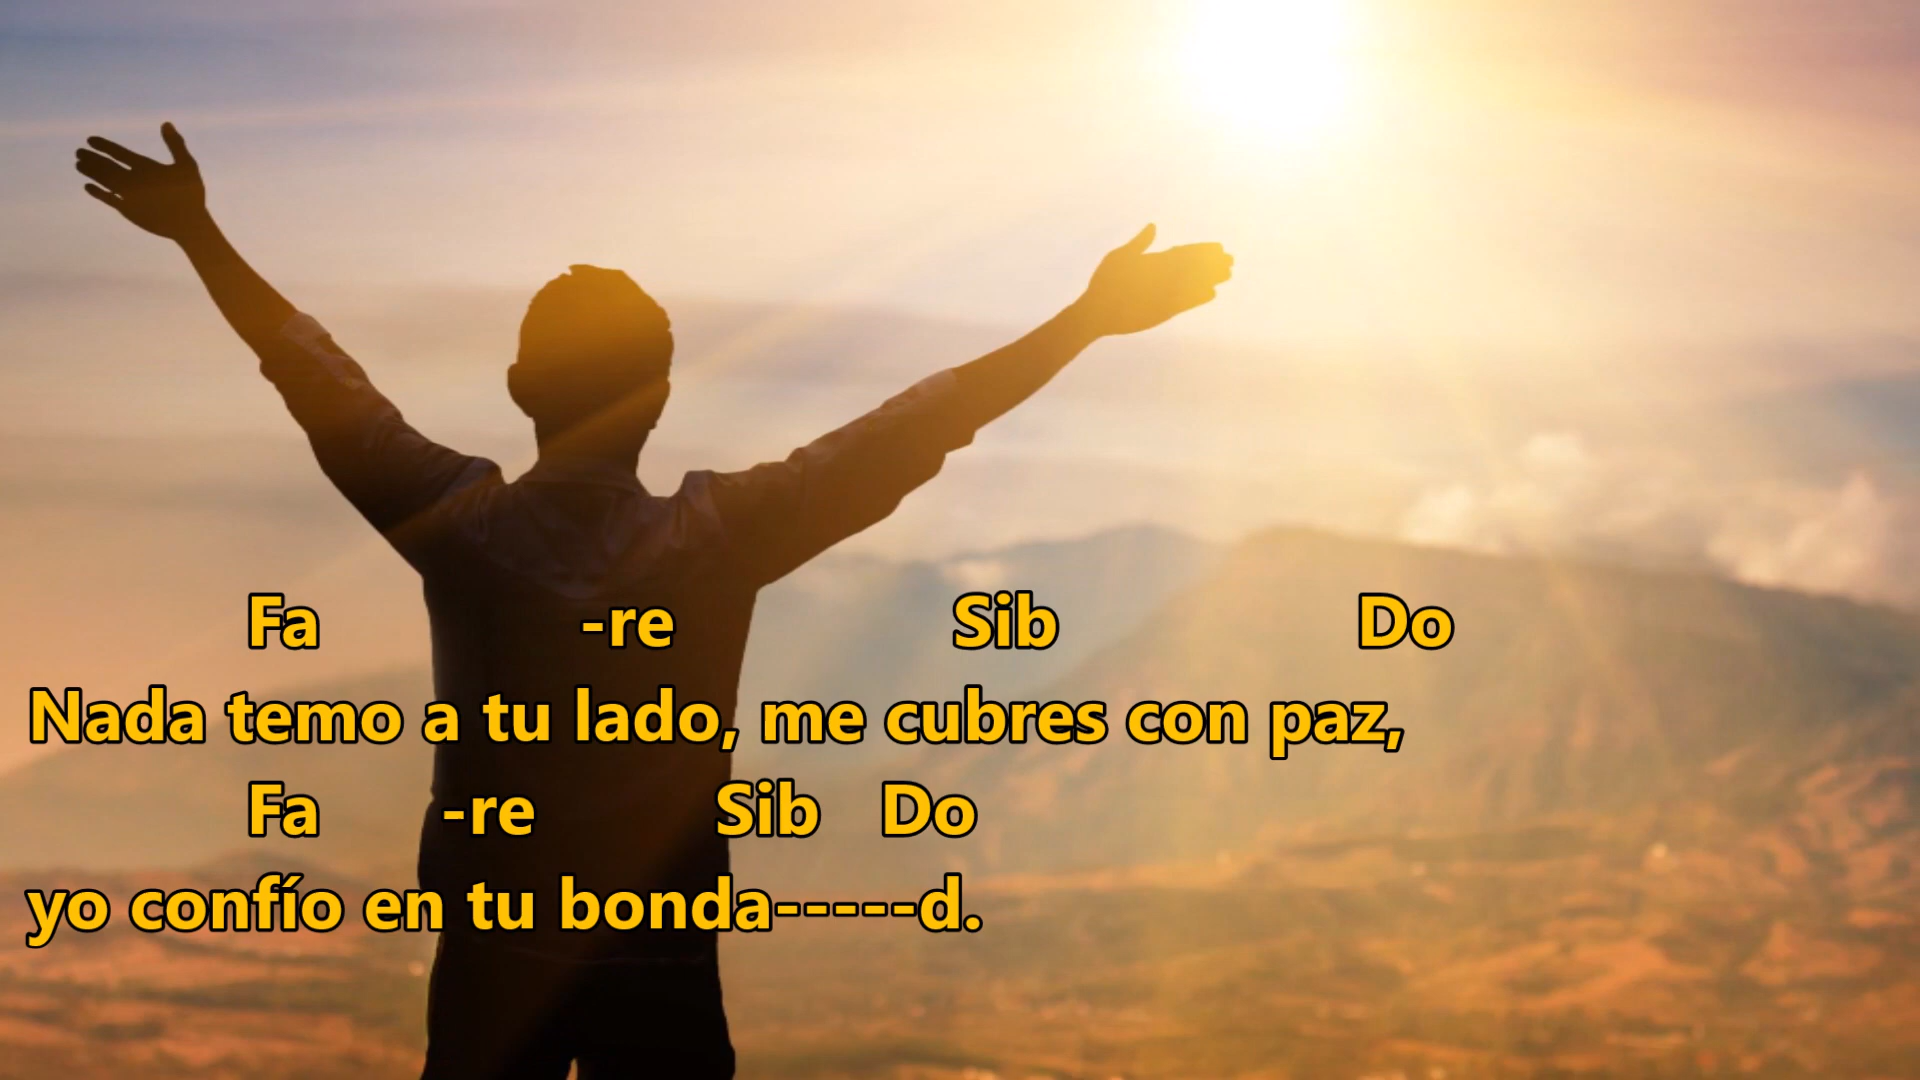 Fa -re Sib Do
Nada temo a tu lado, me cubres con paz,
Fa -re Sib Do
yo confío en tu bonda-----d.